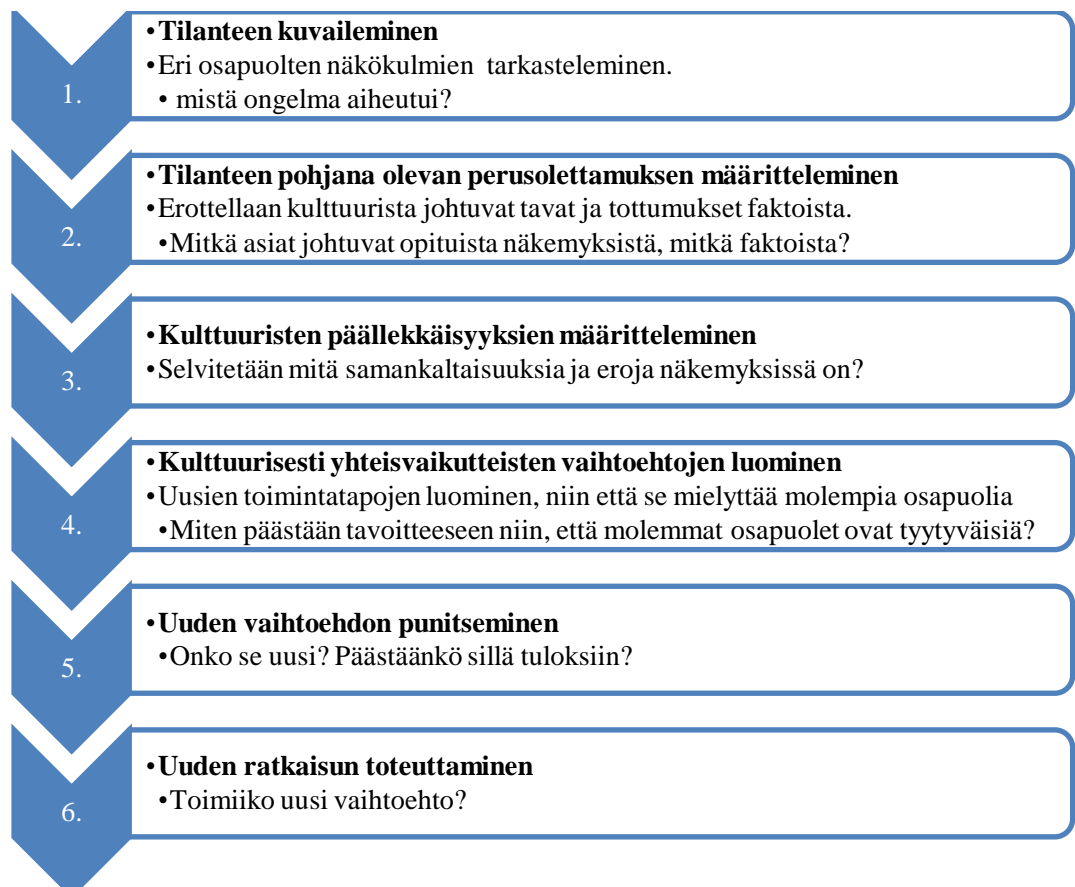 1.
•Tilanteen kuvaileminen
•Eri osapuolten näkökulmien tarkasteleminen.
• mistä ongelma aiheutui?
2.
•Tilanteen pohjana olevan perusolettamuksen määritteleminen
•Erottellaan kulttuurista johtuvat tavat ja tottumukset faktoista.
•Mitkä asiat johtuvat opituista näkemyksistä, mitkä faktoista?
3.
•Kulttuuristen päällekkäisyyksien määritteleminen
•Selvitetään mitä samankaltaisuuksia ja eroja näkemyksissä on?
4.
•Kulttuurisesti yhteisvaikutteisten vaihtoehtojen luominen
•Uusien toimintatapojen luominen, niin että se mielyttää molempia osapuolia
•Miten päästään tavoitteeseen niin, että molemmat osapuolet ovat tyytyväisiä?
5.
•Uuden vaihtoehdon punitseminen
•Onko se uusi? Päästäänkö sillä tuloksiin?
6.
•Uuden ratkaisun toteuttaminen
•Toimiiko uusi vaihtoehto?